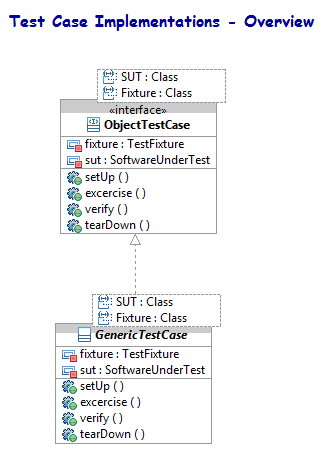 Test Case Implementations - Overview
SUT : Class
Fixture : Class
«interface»
ObjectTestCase
fixture : TestFixture
sut : SoftwareUnderTest
setUp ( )
excercise ( )
verify ( )
tearDown ( )
SUT : Class
Fixture : Class
GenericTestCase
fixture : TestFixture
sut : SoftwareUnderTest
setUp ( )
excercise ( )
verify ( )
tearDown ( )